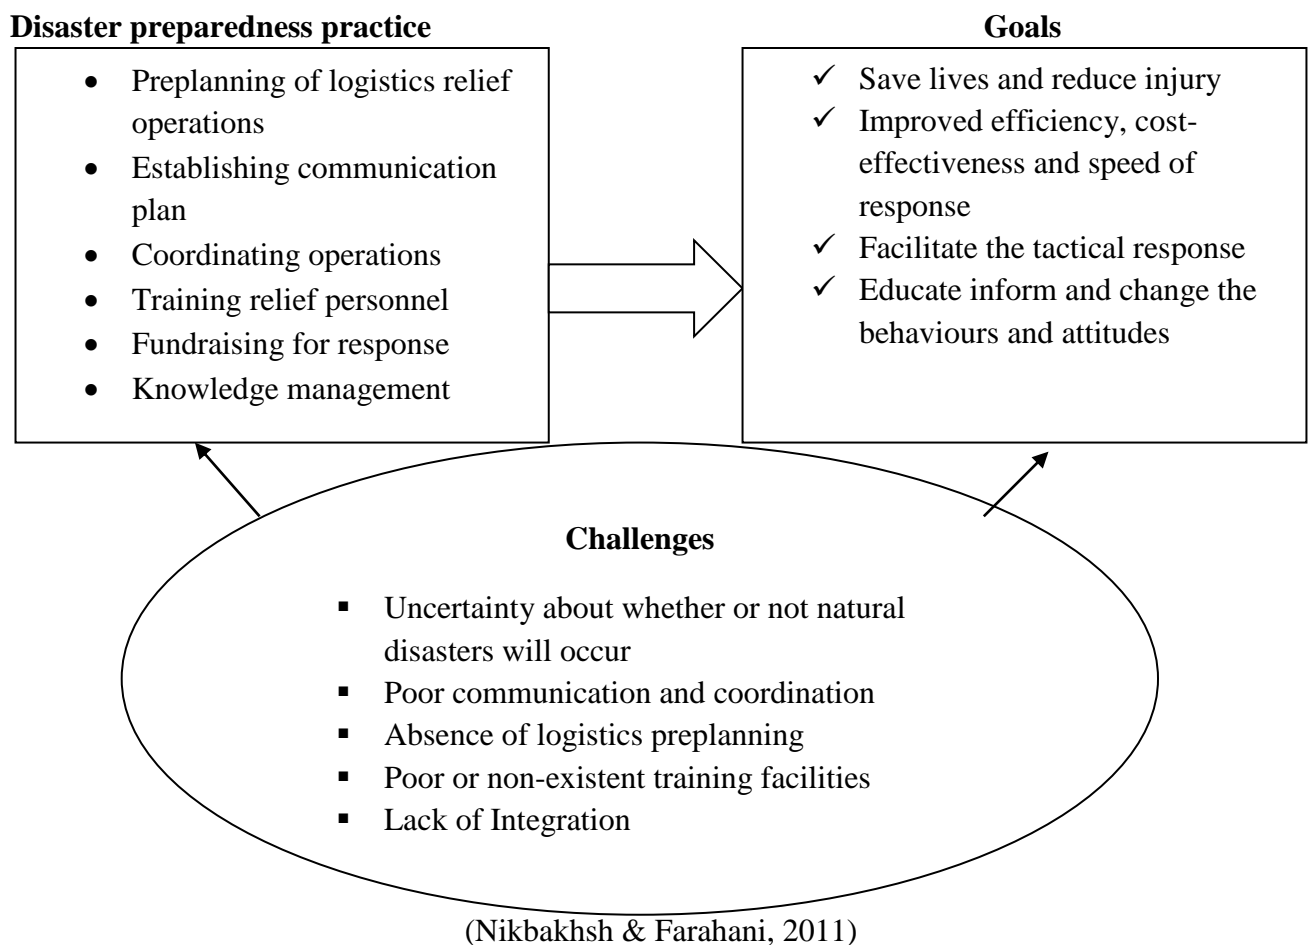 Disaster preparedness practice
• Preplanning of logistics relief
operations
• Establishing communication
plan
• Coordinating operations
• Training relief personnel
• Fundraising for response
• Knowledge management
Goals
✓ Save lives and reduce injury
✓ Improved efficiency, cost-
effectiveness and speed of
response
✓ Facilitate the tactical response
✓ Educate inform and change the
behaviours and attitudes
Challenges
▪ Uncertainty about whether or not natural
disasters will occur
▪ Poor communication and coordination
▪ Absence of logistics preplanning
▪ Poor or non-existent training facilities
▪ Lack of Integration
(Nikbakhsh & Farahani, 2011)